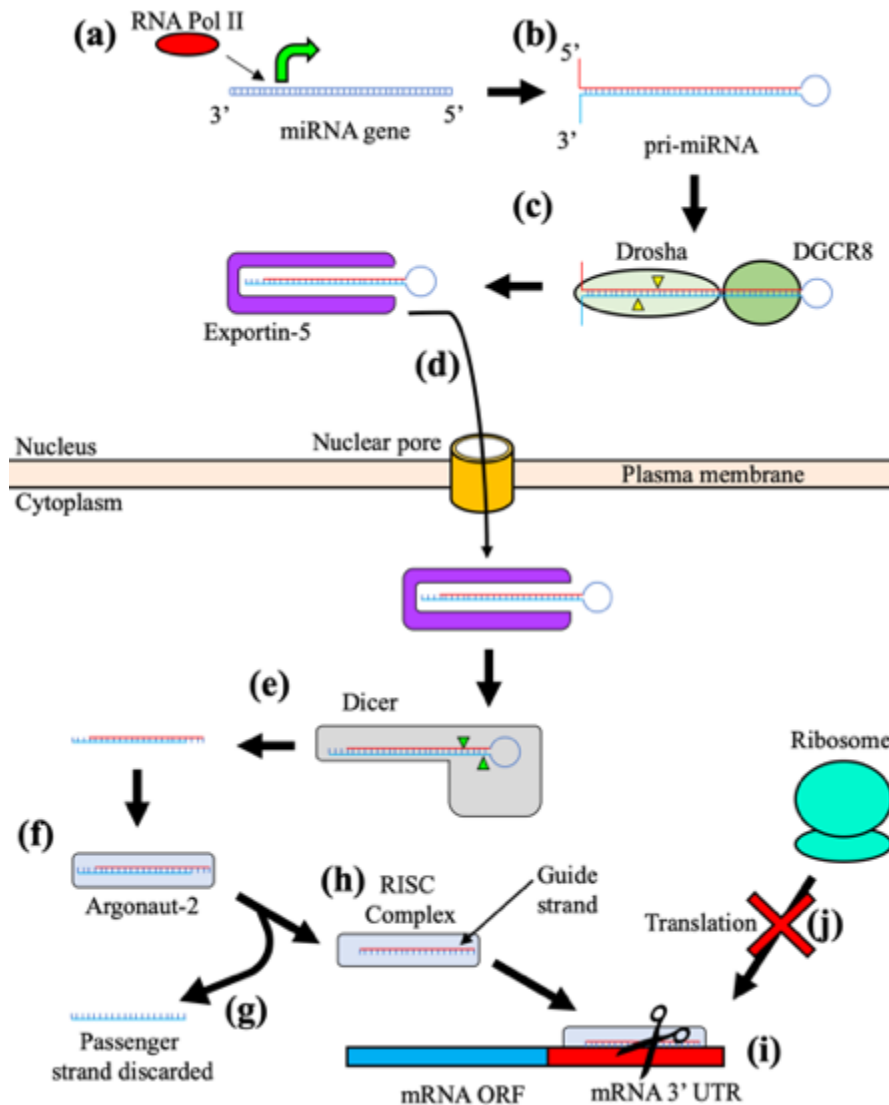 (a)
RNA Pol II
3’
5’
miRNA gene
(b)
5’
3’
pri-miRNA
(c)
Drosha
DGCR8
Exportin-5
(d)
Nucleus
Nuclear pore
Plasma membrane
Cytoplasm
(e)
Dicer
Ribosome
(f)
Argonaut-2
(g)
Passenger
strand discarded
(h)
RISC
Complex
Guide
strand
Translation
(j)
(i)
mRNA ORF
mRNA 3’ UTR